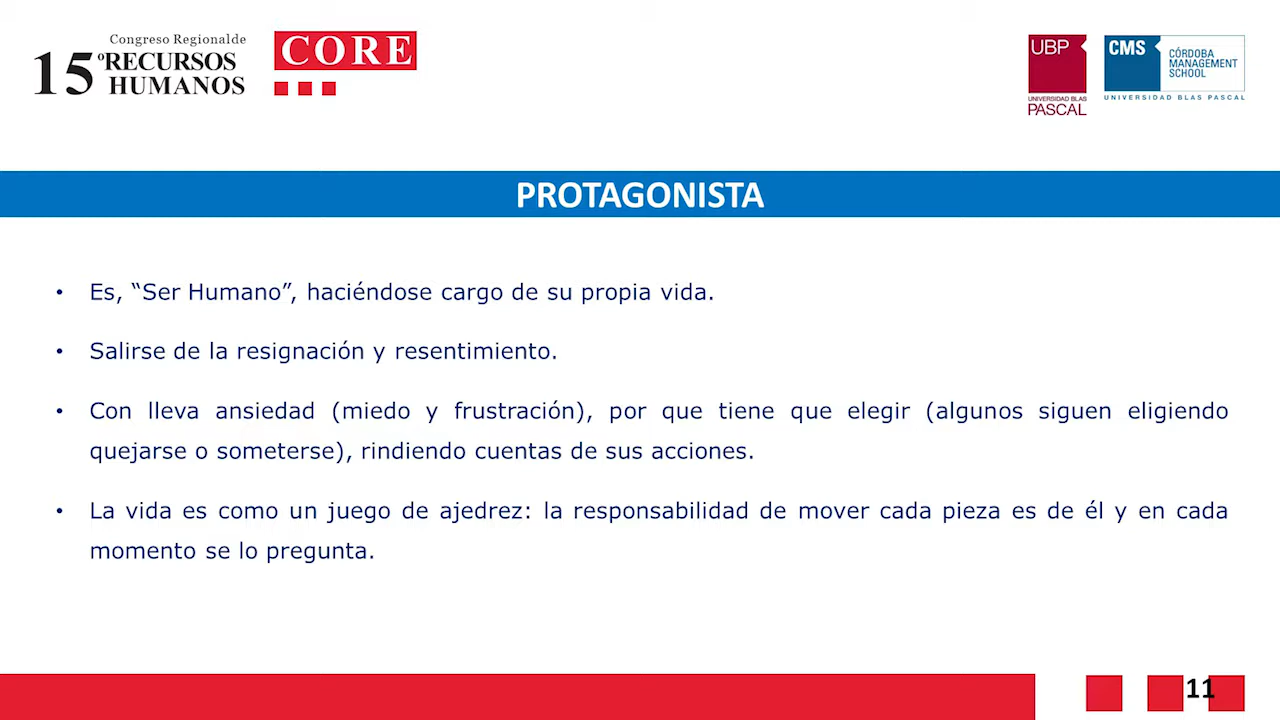 Congreso Regionalde
15º RECURSOS
HUMANOS
CORE
UBP
UNIVERSIDAD BLAS
PASCAL
CMS
CÓRDOBA
MANAGEMENT
SCHOOL
UNIVERSIDAD BLAS PASCAL
PROTAGONISTA
• Es, “Ser Humano”, haciéndose cargo de su propia vida.
• Salirse de la resignación y resentimiento.
• Con lleva ansiedad (miedo y frustración), por que tiene que elegir (algunos siguen eligiendo
quejarse o someterse), rindiendo cuentas de sus acciones.
• La vida es como un juego de ajedrez: la responsabilidad de mover cada pieza es de él y en cada
momento se lo pregunta.
11